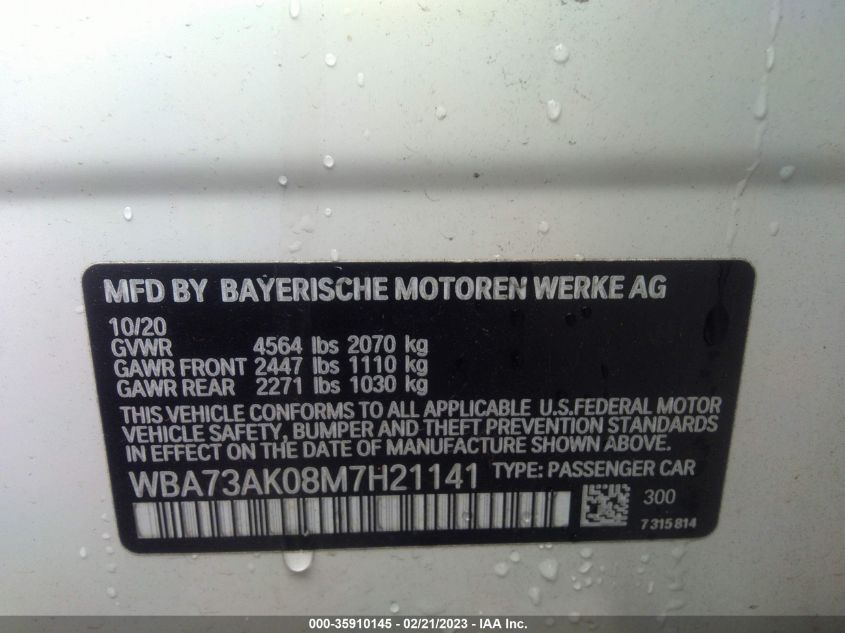 MFD BY BAYERISCHE MOTOREN WERKE AG
10/20
GVWR 4564 lbs 2070 kg
GAWR FRONT 2447 lbs 1110 kg
GAWR REAR 2271 lbs 1030 kg
THIS VEHICLE CONFORMS TO ALL APPLICABLE U.S.FEDERAL MOTOR
VEHICLE SAFETY, BUMPER AND THEFT PREVENTION STANDARDS
IN EFFECT ON THE DATE OF MANUFACTURE SHOWN ABOVE.
WBA73AK08M7H21141 TYPE: PASSENGER CAR
300
7 315 814
000-35910145 - 02/21/2023 - IAA Inc.